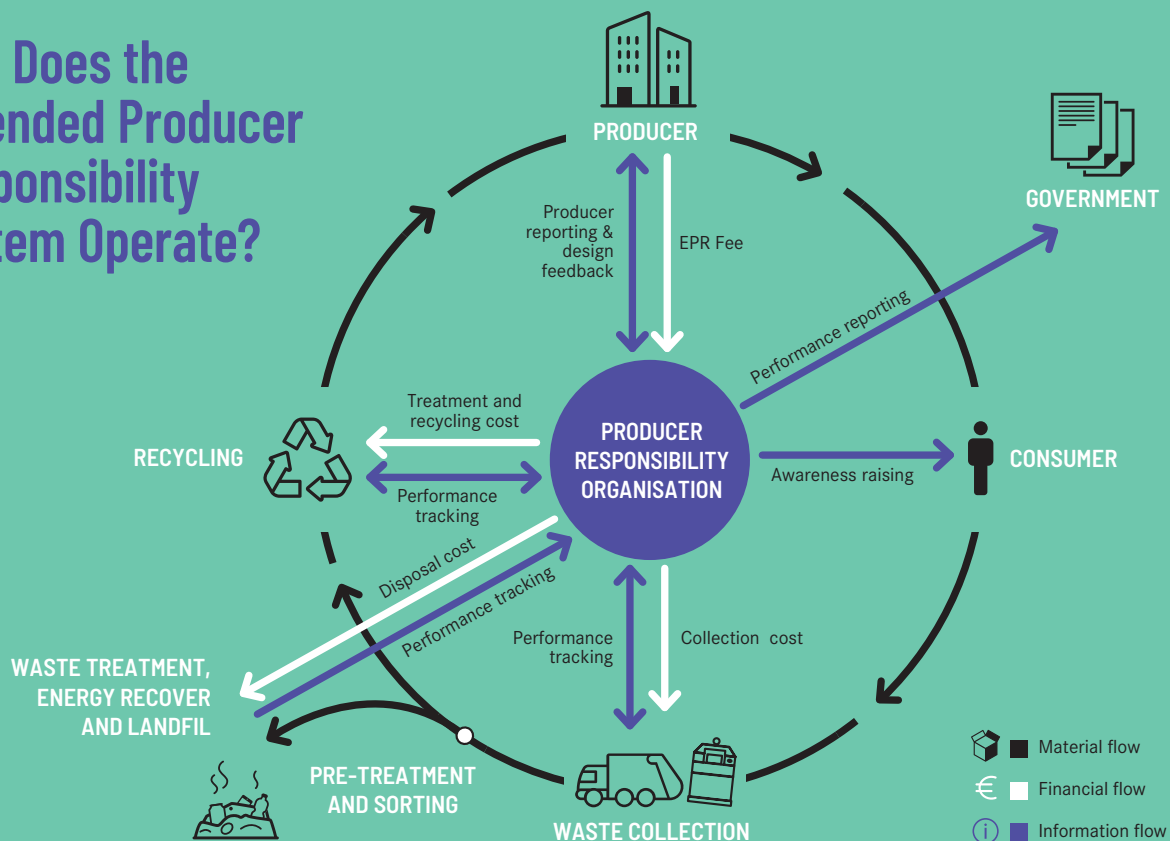 Does the
ended Producer
ponsibility
tem Operate?
PRODUCER
GOVERNMENT
Producer
reporting &
design
feedback
EPR Fee
Performance reporting
Treatment and
recycling cost
PRODUCER
RESPONSIBILITY
ORGANISATION
RECYCLING
CONSUMER
Awareness raising
Performance
tracking
Disposal cost
Performance tracking
Performance
tracking
Collection cost
WASTE TREATMENT,
ENERGY RECOVER
AND LANDFIL
PRE-TREATMENT
AND SORTING
WASTE COLLECTION
Material flow
€ Financial flow
i Information flow